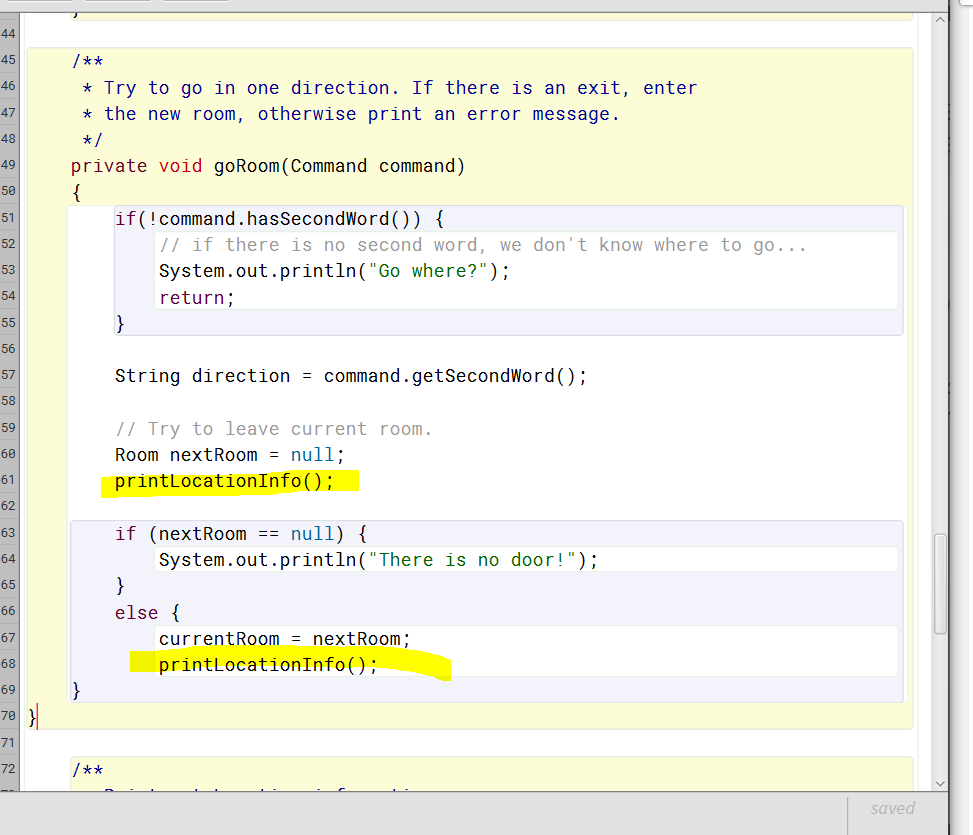 44
45 /**
46 * Try to go in one direction. If there is an exit, enter
47 * the new room, otherwise print an error message.
48 */
49 private void goRoom(Command command)
50 {
51 if(!command.hasSecondWord()) {
52 // if there is no second word, we don't know where to go...
53 System.out.println("Go where?");
54 return;
55 }
56
57 String direction = command.getSecondWord();
58
59 // Try to leave current room.
60 Room nextRoom = null;
61 printLocationInfo();
62
63 if (nextRoom == null) {
64 System.out.println("There is no door!");
65 }
66 else {
67 currentRoom = nextRoom;
68 printLocationInfo();
69 }
70 }
71
72 /**
saved